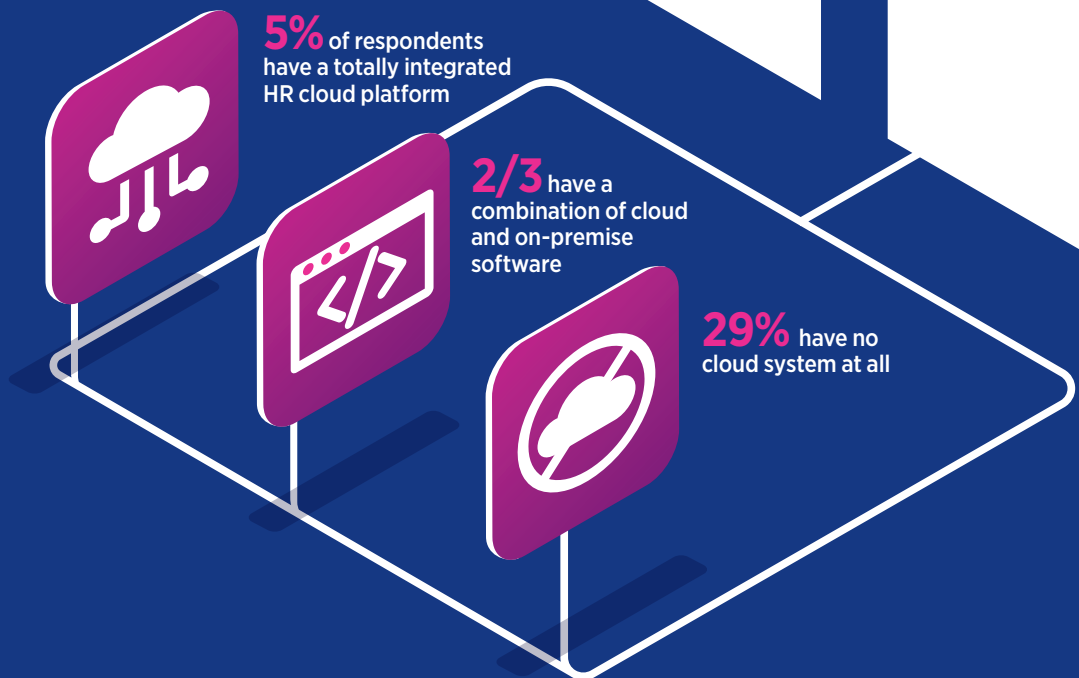 5% of respondents
have a totally integrated
HR cloud platform
2/3 have a
combination of cloud
and on-premise
software
</>
29% have no
cloud system at all